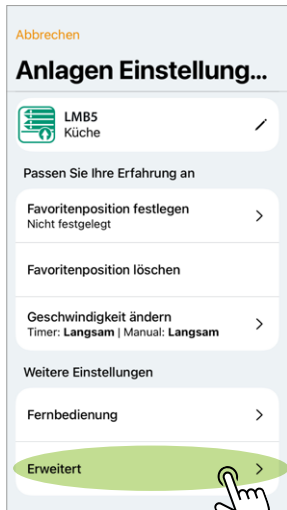 Abbrechen
Anlagen Einstellung...
LMB5
Küche
Passen Sie Ihre Erfahrung an
Favoritenposition festlegen
Nicht festgelegt
Favoritenposition löschen
Geschwindigkeit ändern
Timer: Langsam | Manual: Langsam
Weitere Einstellungen
Fernbedienung
Erweitert